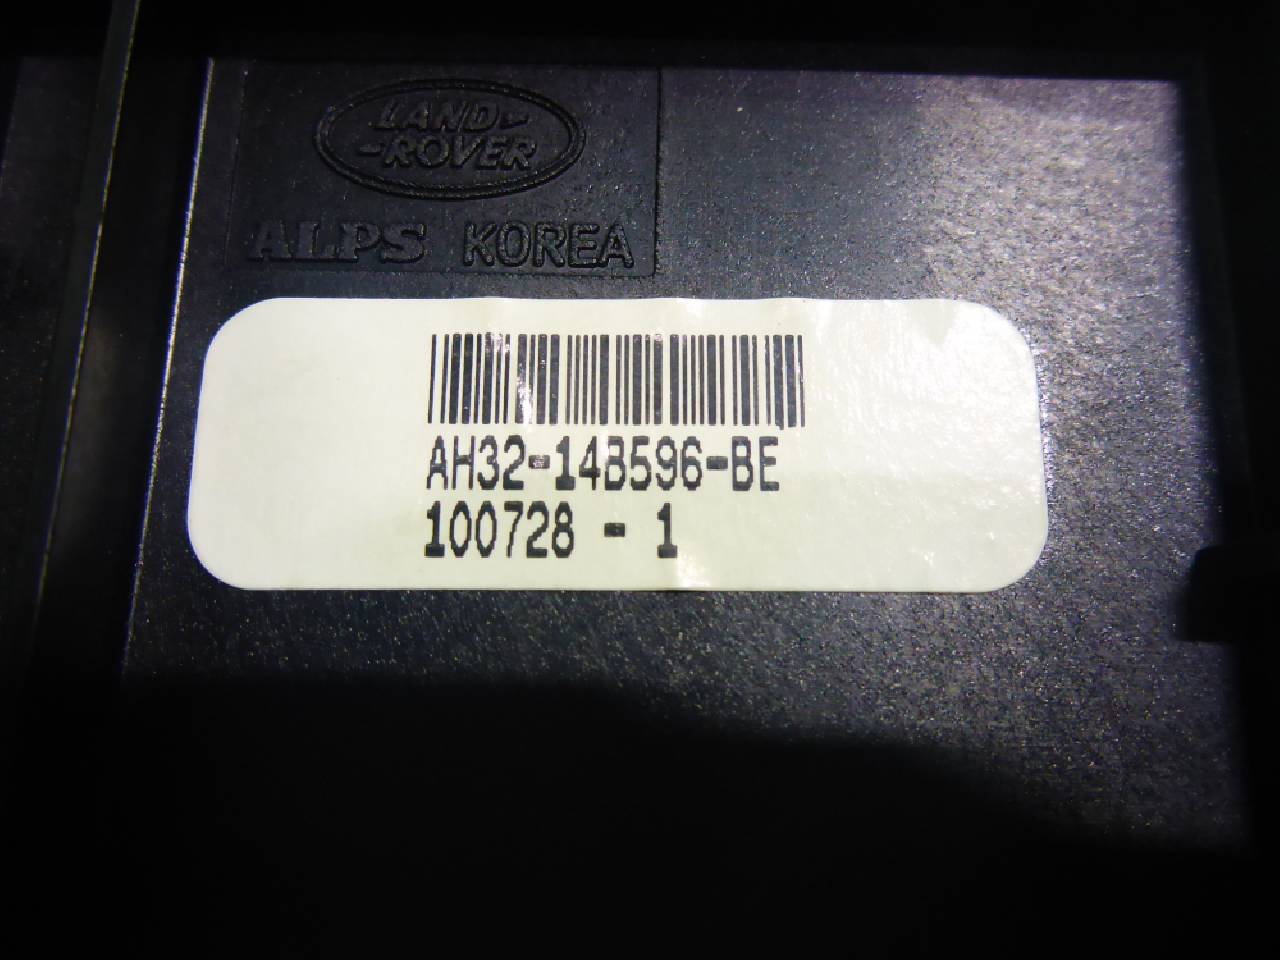 LAND-
-ROVER
ALPS KOREA
AH32-14B596-BE
100728 - 1